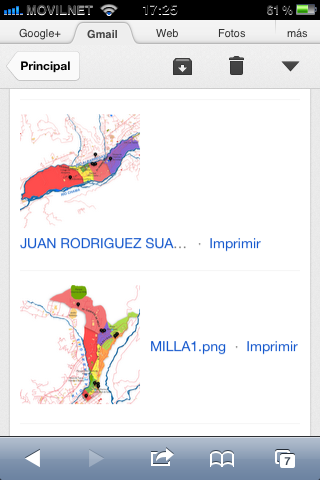 MOVILNET 17:25 61 %
Google+ Gmail Web Fotos más
Principal
JUAN RODRIGUEZ SUA... · Imprimir
MILLA1.png · Imprimir
7